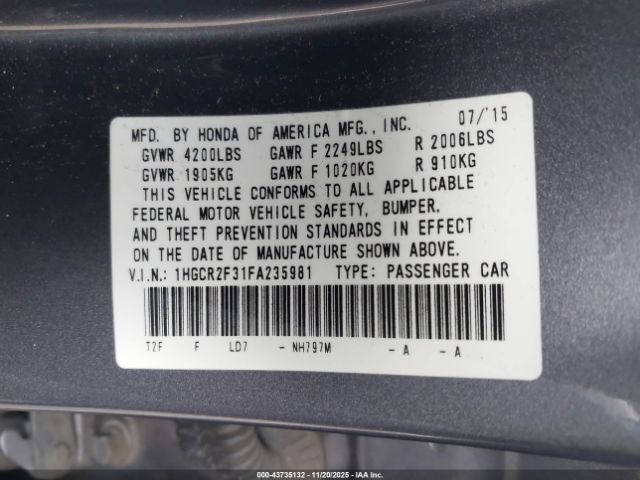 07/'15
MFD. BY HONDA OF AMERICA MFG., INC.
GVWR 4200LBS GAWR F 2249LBS R 2006LBS
GVWR 1905KG GAWR F 1020KG R 910KG
THIS VEHICLE CONFORMS TO ALL APPLICABLE
FEDERAL MOTOR VEHICLE SAFETY, BUMPER,
AND THEFT PREVENTION STANDARDS IN EFFECT
ON THE DATE OF MANUFACTURE SHOWN ABOVE.
V.I.N.: 1HGCR2F31FA235981 TYPE: PASSENGER CAR
T2F F LD7 - NH797M - A - A
© IAA 000-43735132 - 11/20/2025 - IAAI.COM